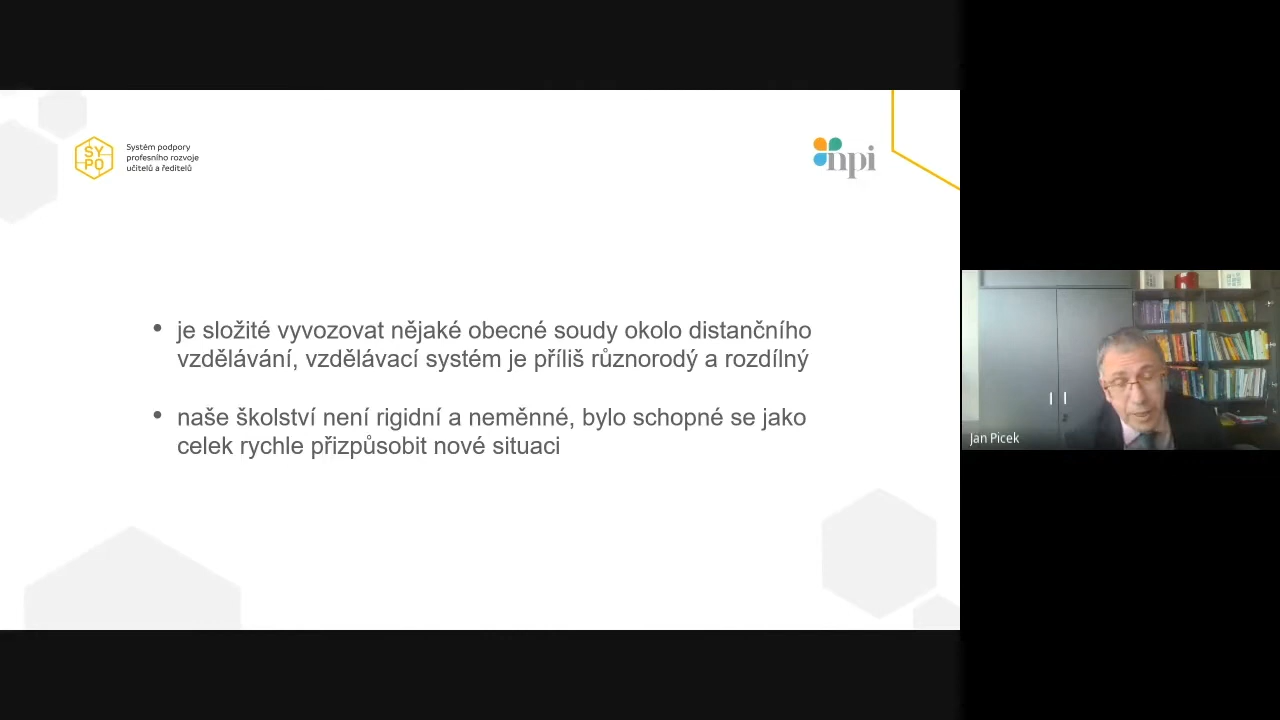 SY
PO
Systém podpory
profesního rozvoje
učitelů a ředitelů
npi
• je složité vyvozovat nějaké obecné soudy okolo distančního
vzdělávání, vzdělávací systém je příliš různorodý a rozdílný
• naše školství není rigidní a neměnné, bylo schopné se jako
celek rychle přizpůsobit nové situaci
Jan Picek